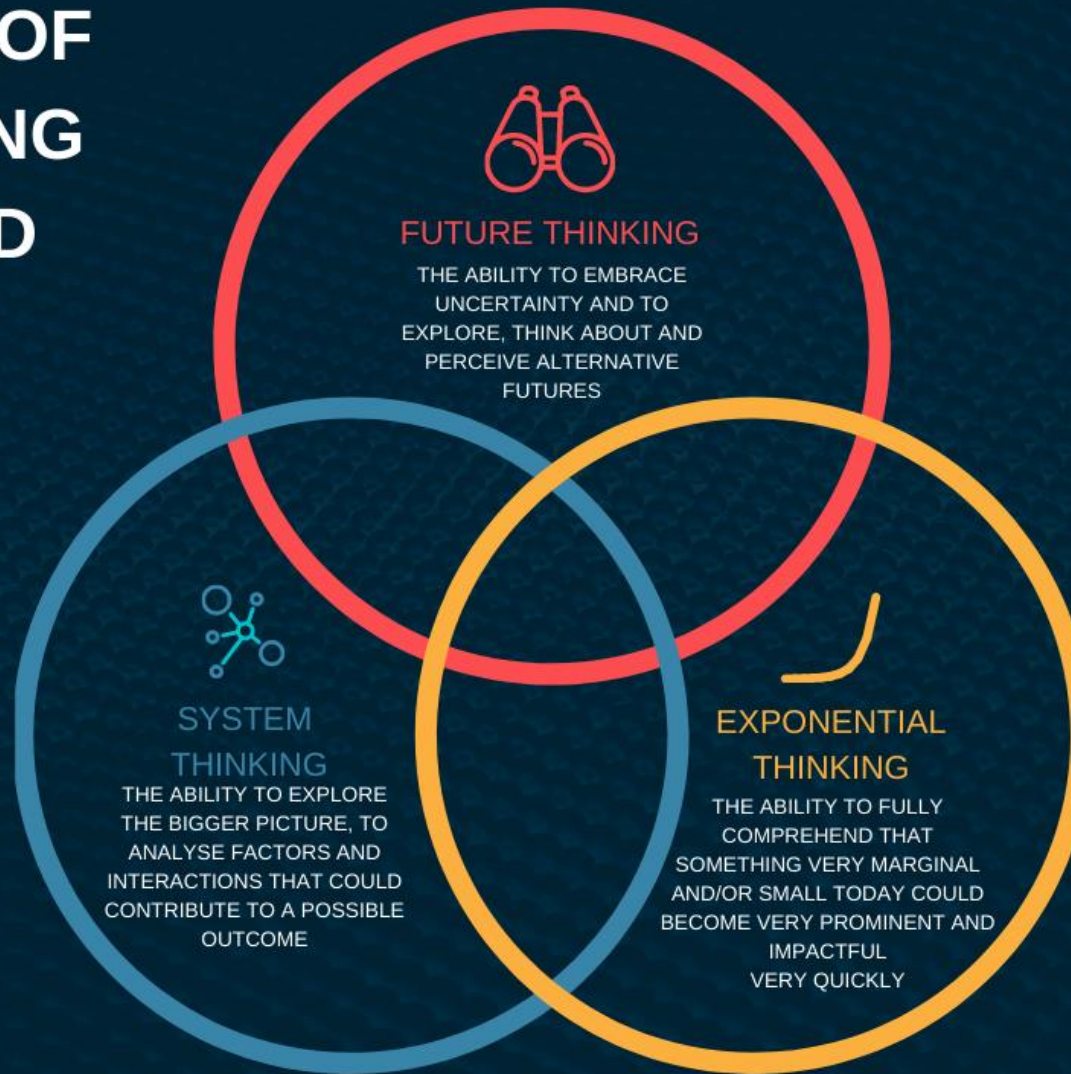 OF
NG
D
FUTURE THINKING
THE ABILITY TO EMBRACE
UNCERTAINTY AND TO
EXPLORE, THINK ABOUT AND
PERCEIVE ALTERNATIVE
FUTURES
SYSTEM
THINKING
THE ABILITY TO EXPLORE
THE BIGGER PICTURE, TO
ANALYSE FACTORS AND
INTERACTIONS THAT COULD
CONTRIBUTE TO A POSSIBLE
OUTCOME
EXPONENTIAL
THINKING
THE ABILITY TO FULLY
COMPREHEND THAT
SOMETHING VERY MARGINAL
AND/OR SMALL TODAY COULD
BECOME VERY PROMINENT AND
IMPACTFUL
VERY QUICKLY